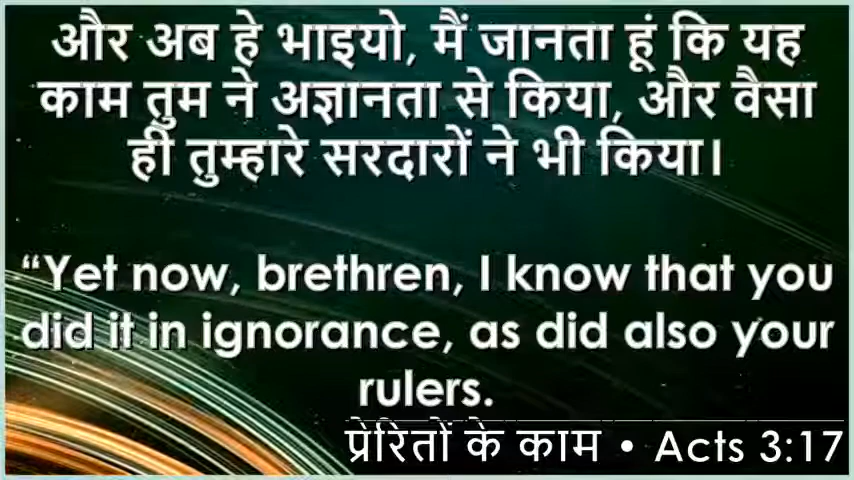 और अब हे भाइयो, मैं जानता हूं कि यह
काम तुम ने अज्ञानता से किया, और वैसा
ही तुम्हारे सरदारों ने भी किया।
“Yet now, brethren, I know that you
did it in ignorance, as did also your
rulers.
प्रेरितों के काम • Acts 3:17